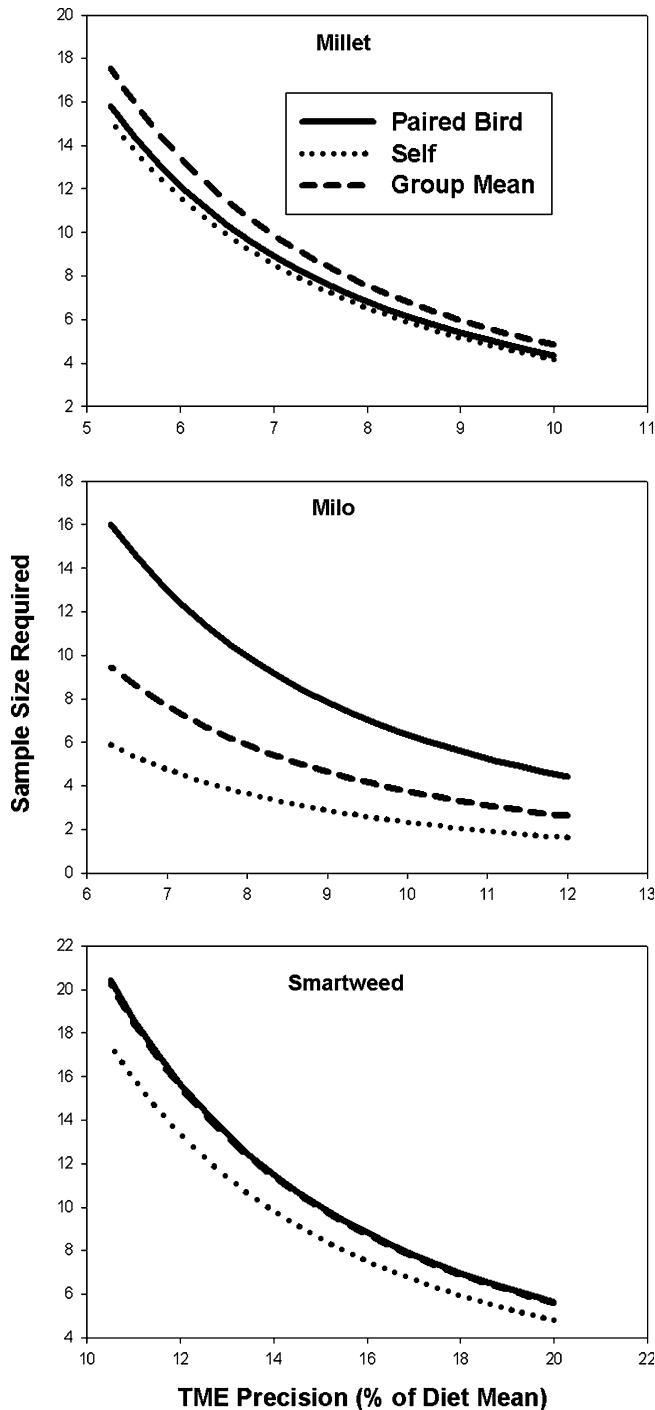 20
18
16
14
12
10
8
6
4
2
Millet
Paired Bird
Self
Group Mean
5 6 7 8 9 10 11
Sample Size Required
18
16
14
12
10
8
6
4
2
0
Milo
6 7 8 9 10 11 12 13
22
20
18
16
14
12
10
8
6
4
Smartweed
10 12 14 16 18 20 22
TME Precision (% of Diet Mean)